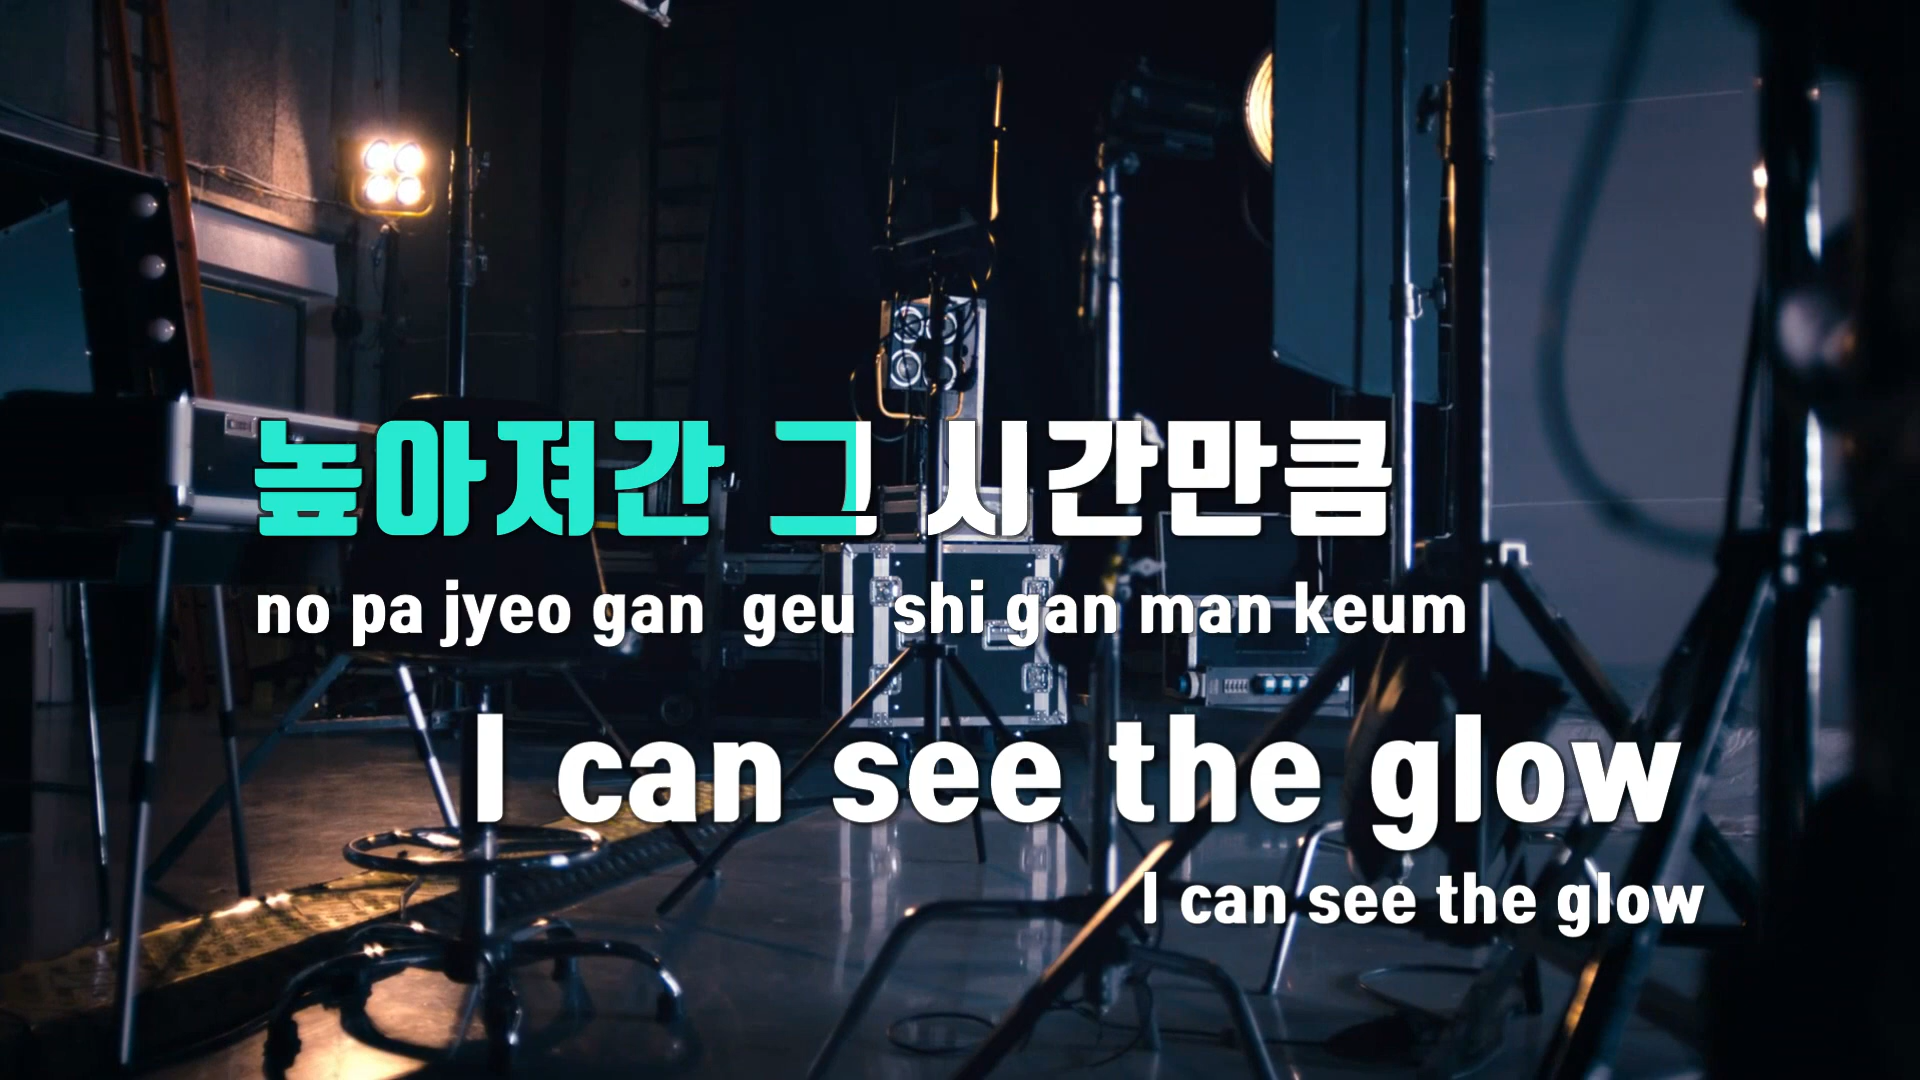 높아져간 그 시간만큼
no pa jyeo gan geu shi gan man keum
I can see the glow
I can see the glow